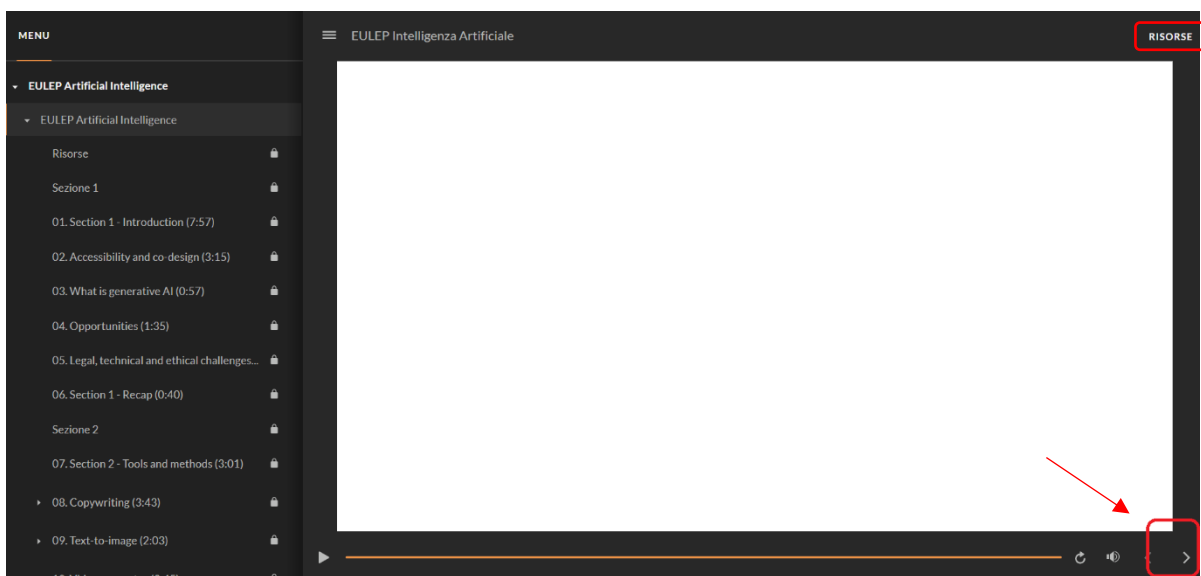 MENU
EULEP Artificial Intelligence
EULEP Artificial Intelligence
Risorse
Sezione 1
01. Section 1 - Introduction (7:57)
02. Accessibility and co-design (3:15)
03. What is generative AI (0:57)
04. Opportunities (1:35)
05. Legal, technical and ethical challenges...
06. Section 1 - Recap (0:40)
Sezione 2
07. Section 2 - Tools and methods (3:01)
08. Copywriting (3:43)
09. Text-to-image (2:03)
EULEP Intelligenza Artificiale
RISORSE